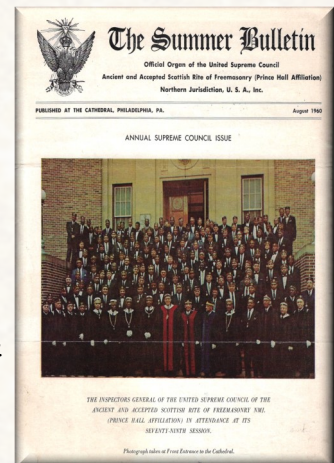 The Summer Bulletin
Official Organ of the United Supreme Council
Ancient and Accepted Scottish Rite of Freemasonry (Prince Hall Affiliation)
Northern Jurisdiction, U. S. A., Inc.
PUBLISHED AT THE CATHEDRAL, PHILADELPHIA, PA. August 1960
ANNUAL SUPREME COUNCIL ISSUE
THE INSPECTORS GENERAL OF THE UNITED SUPREME COUNCIL OF THE
ANCIENT AND ACCEPTED SCOTTISH RITE OF FREEMASONRY NMJ.
(PRINCE HALL AFFILIATION) IN ATTENDANCE AT ITS
SEVENTY-NINTH SESSION.
Photograph taken at Front Entrance to the Cathedral.